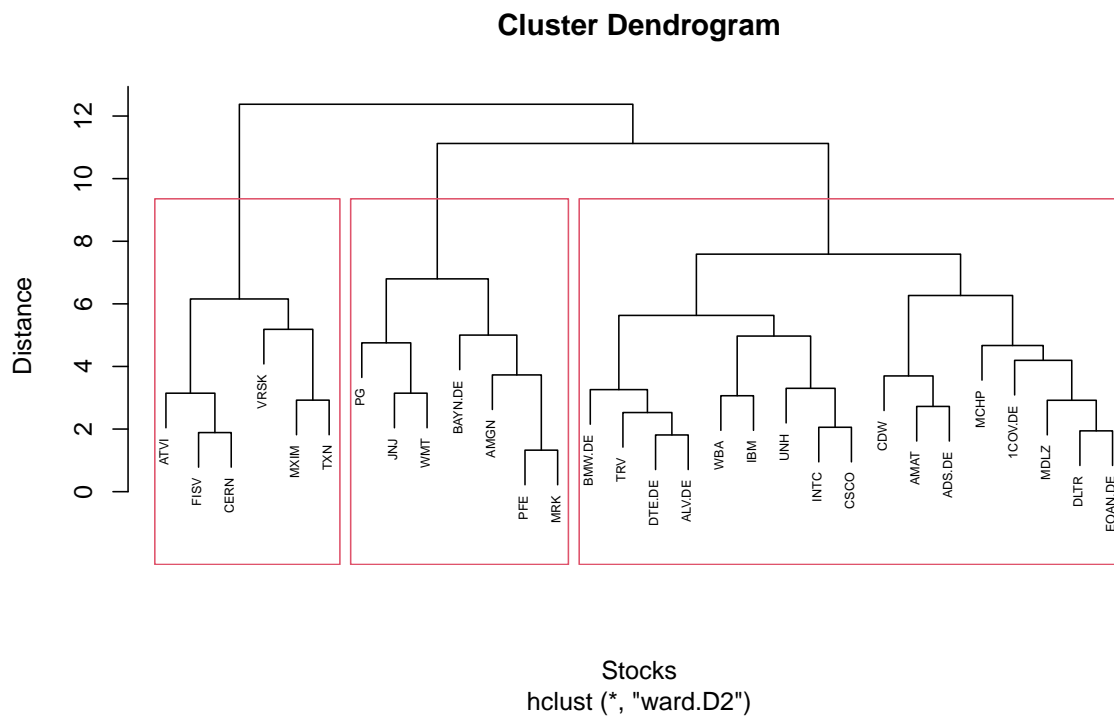 Cluster Dendrogram
Distance
12
10
8
6
4
2
0
ATVI
FISV
CERN
VRSK
MXIM
TXN
PG
JNJ
WMT
BAYN.DE
AMGN
PFE
MRK
BMW.DE
TRV
DTE.DE
ALV.DE
WBA
IBM
UNH
INTC
CSCO
CDW
AMAT
ADS.DE
MCHP
1COV.DE
MDLZ
DLTR
EOAN.DE
Stocks
hclust (*, "ward.D2")